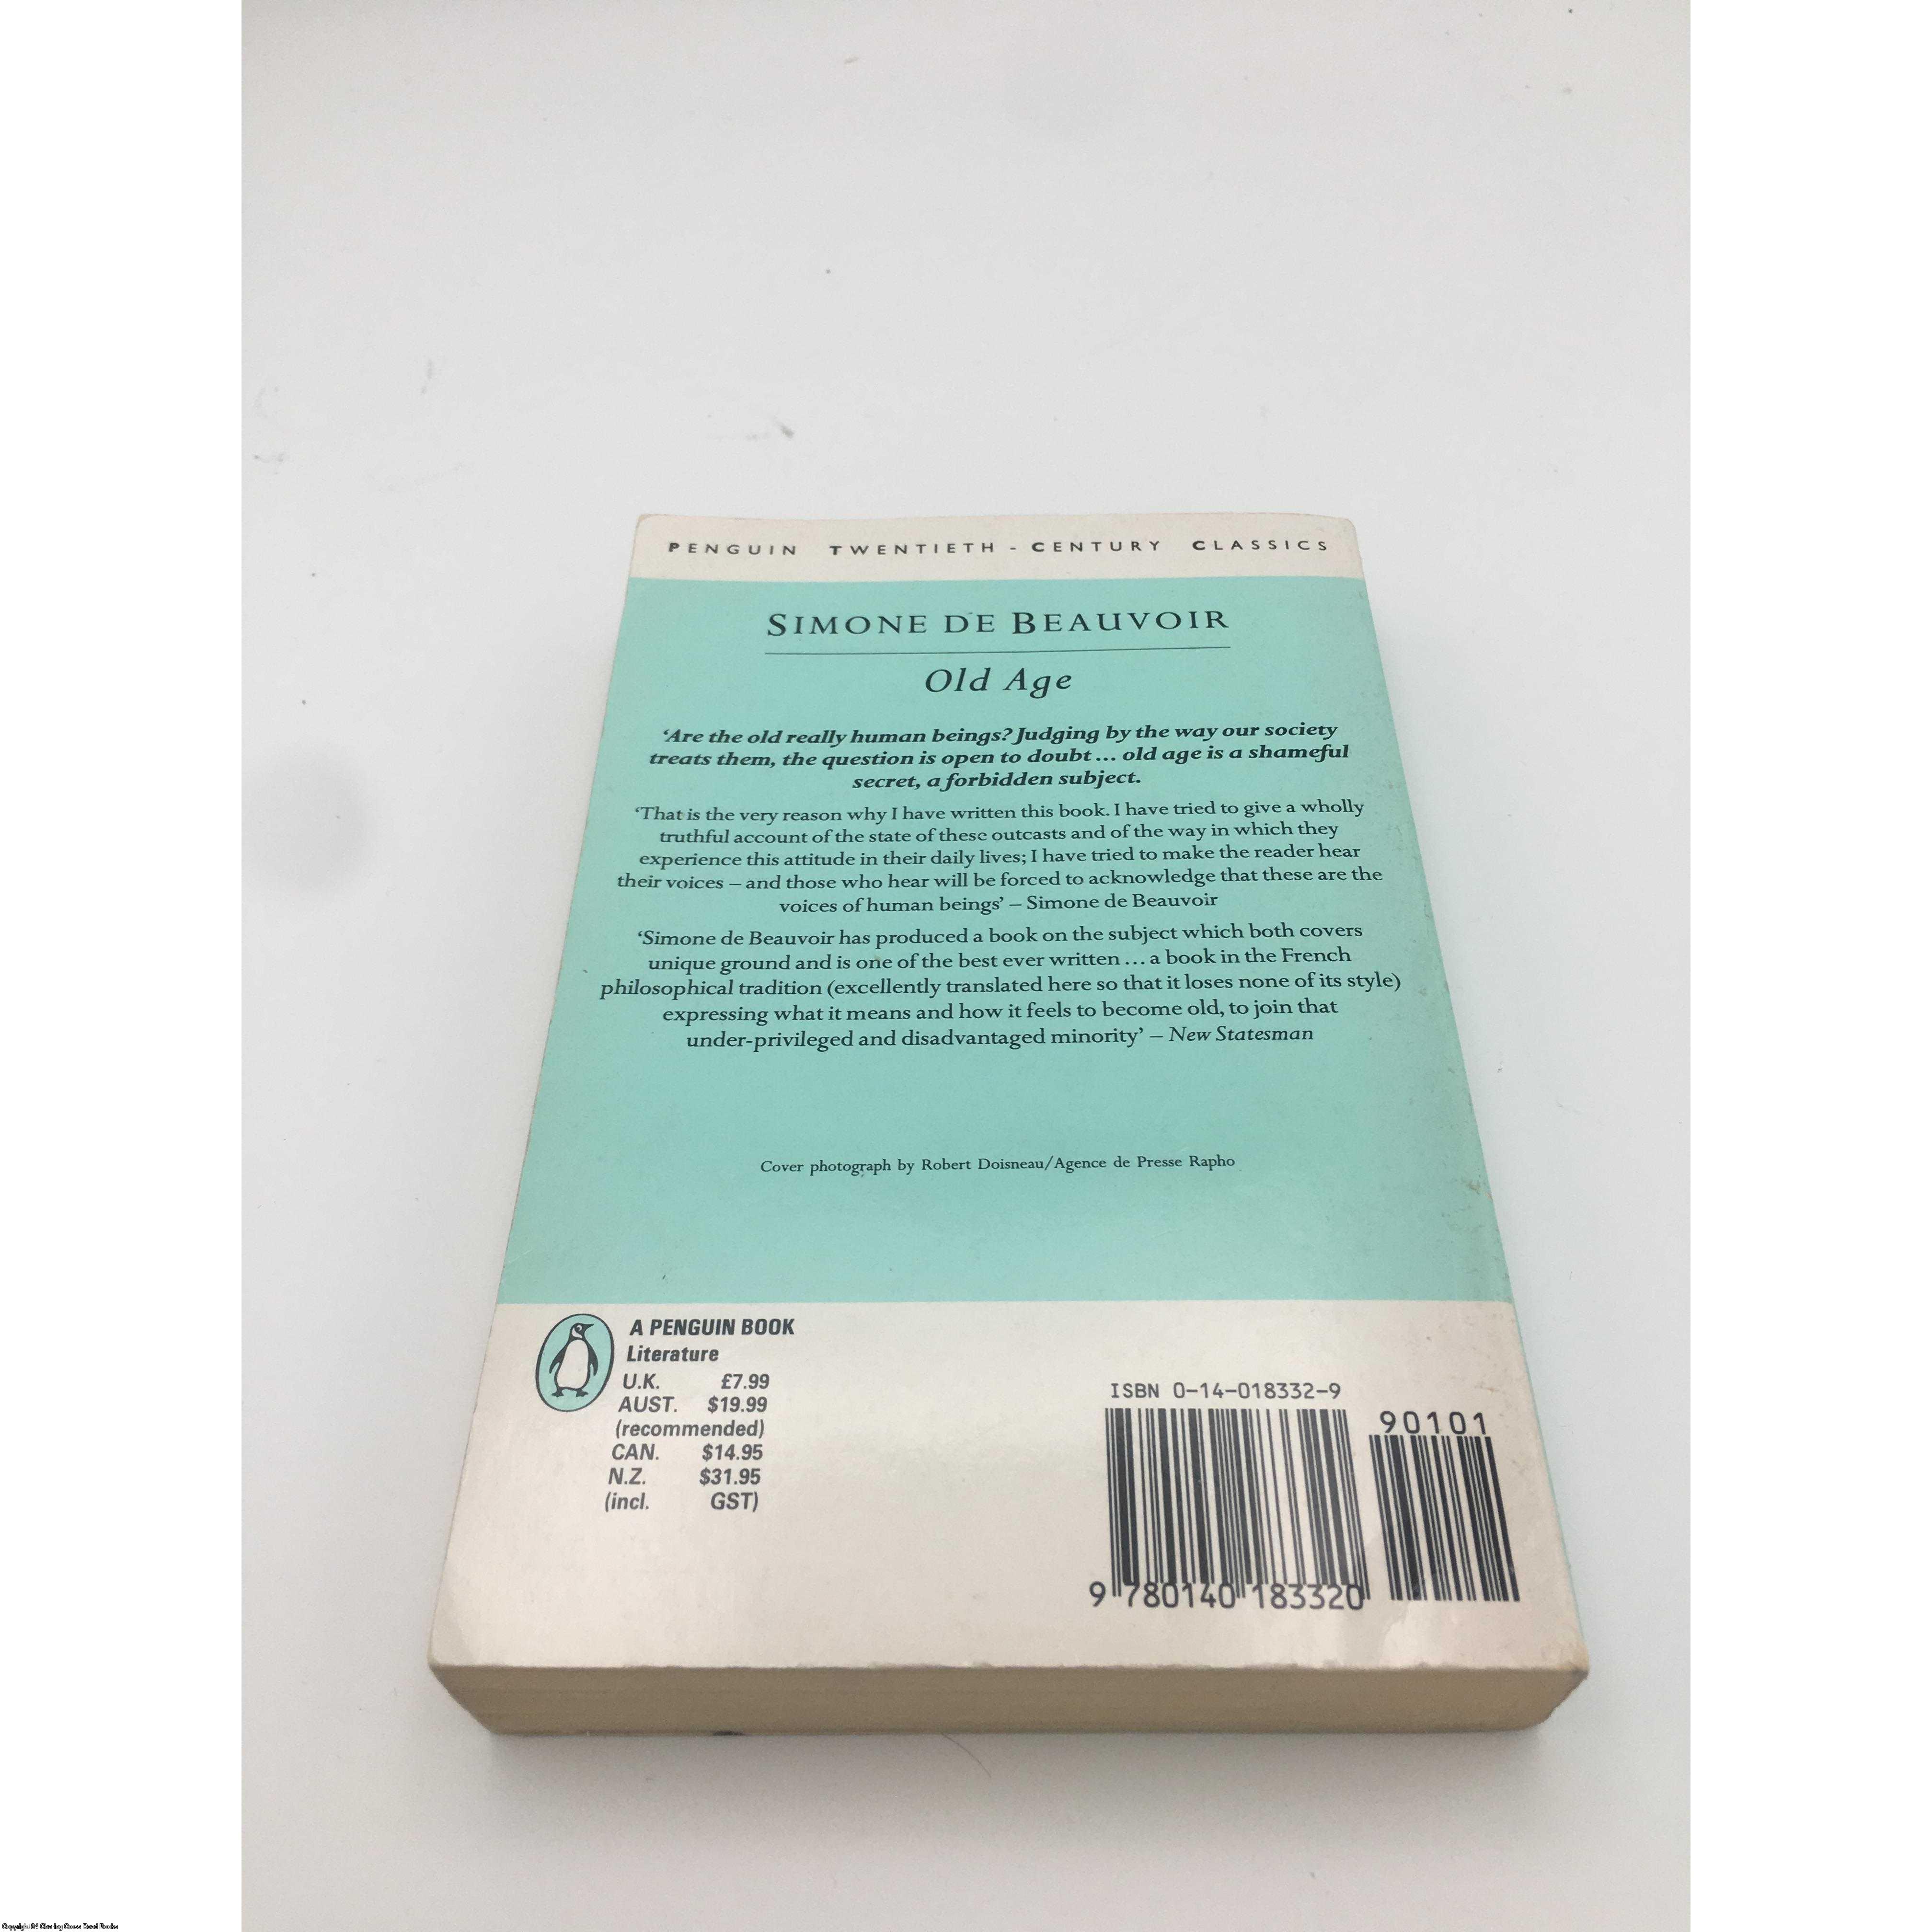 PENGUIN TWENTIETH-CENTURY CLASSICS
SIMONE DE BEAUVOIR
Old Age
‘Are the old really human beings? Judging by the way our society
treats them, the question is open to doubt … old age is a shameful
secret, a forbidden subject.
‘That is the very reason why I have written this book. I have tried to give a wholly
truthful account of the state of these outcasts and of the way in which they
experience this attitude in their daily lives; I have tried to make the reader hear
their voices – and those who hear will be forced to acknowledge that these are the
voices of human beings’ – Simone de Beauvoir
‘Simone de Beauvoir has produced a book on the subject which both covers
unique ground and is one of the best ever written … a book in the French
philosophical tradition (excellently translated here so that it loses none of its style)
expressing what it means and how it feels to become old, to join that
under-privileged and disadvantaged minority’ – New Statesman
Cover photograph by Robert Doisneau/Agence de Presse Rapho
A PENGUIN BOOK
Literature
U.K. £7.99
AUST. $19.99
(recommended)
CAN. $14.95
N.Z. $31.95
(incl. GST)
ISBN 0-14-018332-9
90101
9 780140 183320
Copyright 84 Charing Cross Road Books